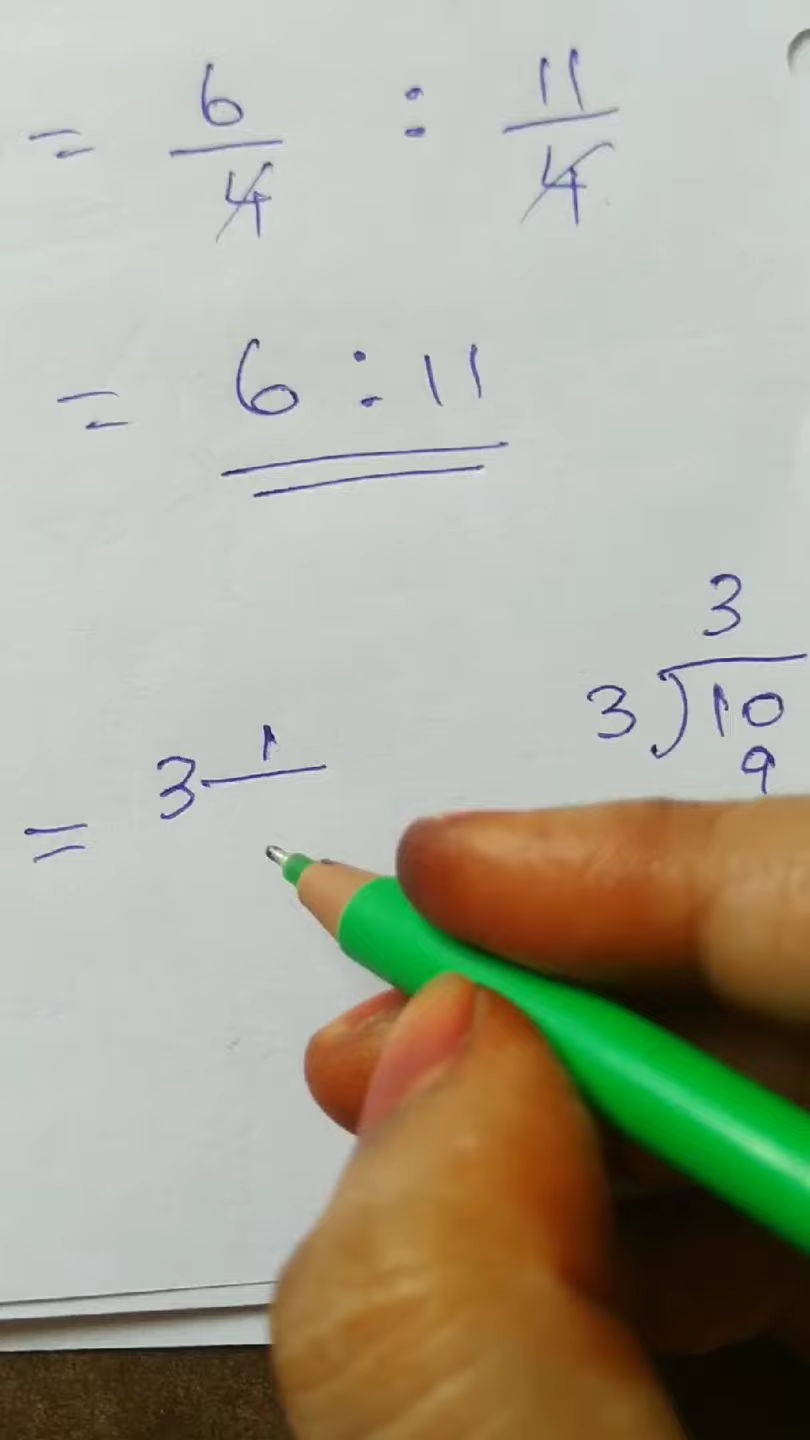 = 6/4 : 11/4
= 6 : 11
3
3)10
9
= 3 1/